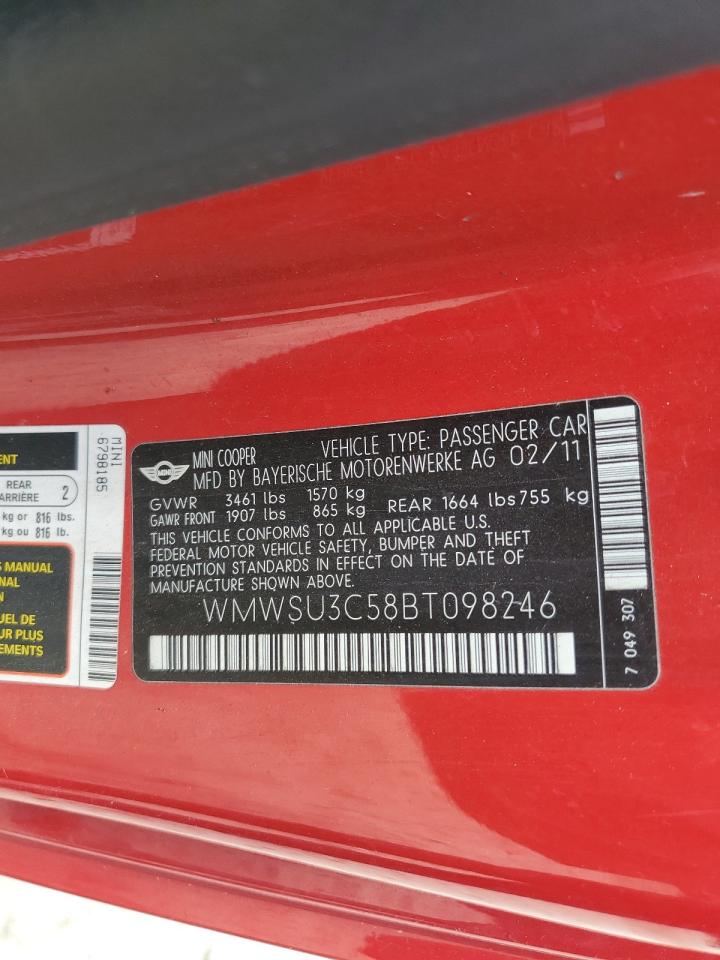 ENT
REAR
ARRIÈRE
2
kg or 816 lbs.
kg ou 816 lb.
S MANUAL
NAL
ION
UEL DE
UR PLUS
EMENTS
MINI
6798185
MINI
MINI COOPER VEHICLE TYPE: PASSENGER CAR
MFD BY BAYERISCHE MOTORENWERKE AG 02/11
GVWR 3461 lbs 1570 kg
GAWR FRONT 1907 lbs 865 kg REAR 1664 lbs 755 kg
THIS VEHICLE CONFORMS TO ALL APPLICABLE U.S.
FEDERAL MOTOR VEHICLE SAFETY, BUMPER AND THEFT
PREVENTION STANDARDS IN EFFECT ON THE DATE OF
MANUFACTURE SHOWN ABOVE.
WMWSU3C58BT098246
7 049 307